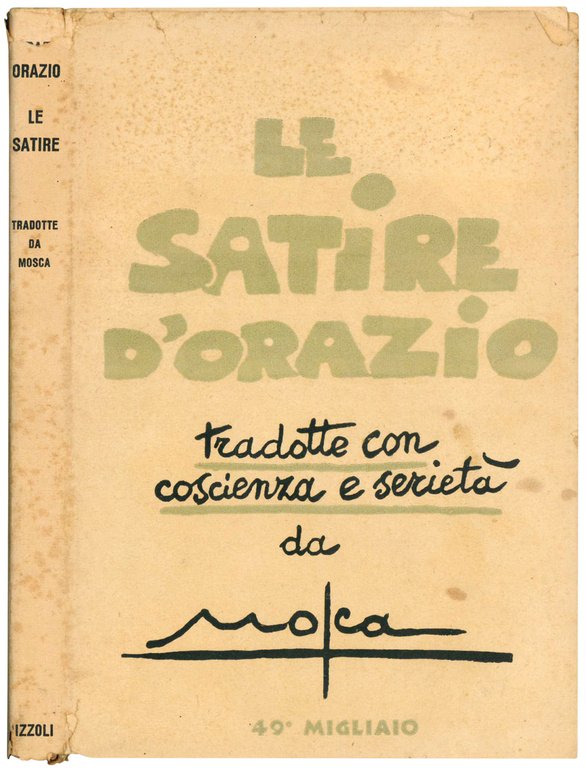 ORAZIO
LE
SATIRE
TRADOTTE
DA
MOSCA
LE
SATIRE
D'ORAZIO
tradotte con
coscienza e serietà
da
Mosca
49° MIGLIAIO